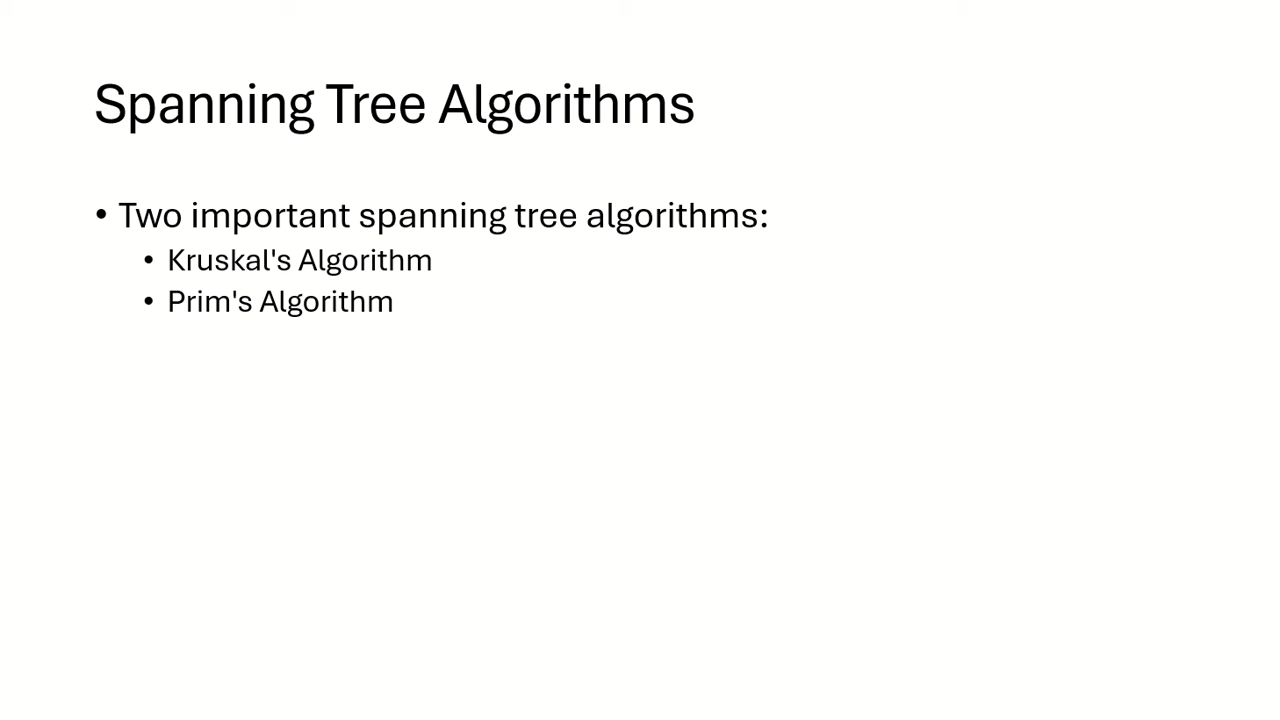 Spanning Tree Algorithms
• Two important spanning tree algorithms:
• Kruskal's Algorithm
• Prim's Algorithm